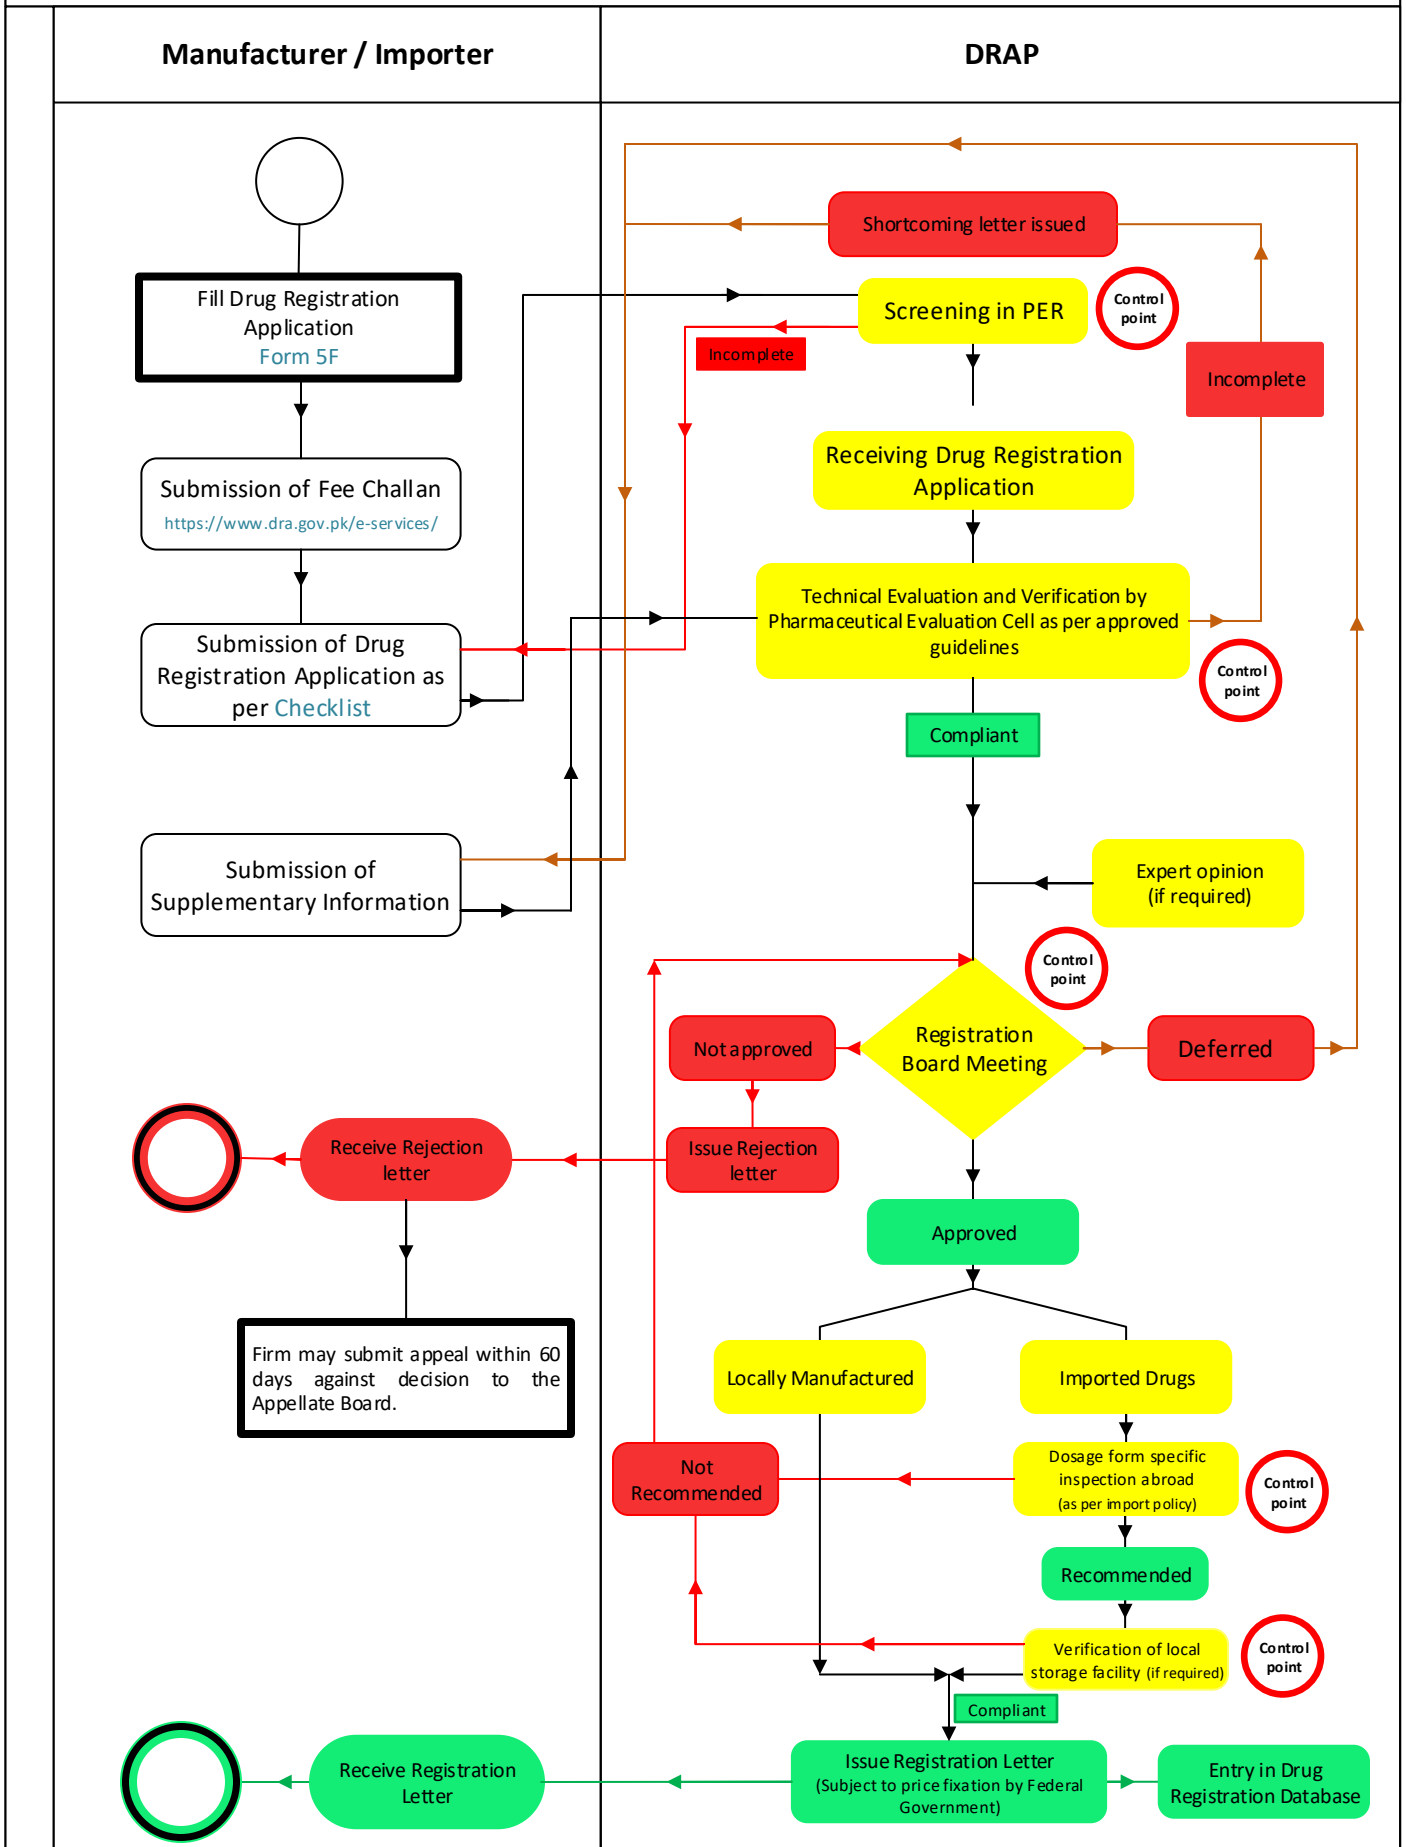 Manufacturer / Importer
DRAP
Fill Drug Registration
Application
Form 5F
Submission of Fee Challan
https://www.dra.gov.pk/e-services/
Submission of Drug
Registration Application as
per Checklist
Submission of
Supplementary Information
Shortcoming letter issued
Screening in PER
Control
point
Incomplete
Incomplete
Receiving Drug Registration
Application
Technical Evaluation and Verification by
Pharmaceutical Evaluation Cell as per approved
guidelines
Control
point
Compliant
Expert opinion
(if required)
Control
point
Registration
Board Meeting
Not approved
Deferred
Issue Rejection
letter
Receive Rejection
letter
Firm may submit appeal within 60
days against decision to the
Appellate Board.
Approved
Locally Manufactured
Imported Drugs
Not
Recommended
Dosage form specific
inspection abroad
(as per import policy)
Control
point
Recommended
Verification of local
storage facility (if required)
Control
point
Compliant
Issue Registration Letter
(Subject to price fixation by Federal
Government)
Receive Registration
Letter
Entry in Drug
Registration Database